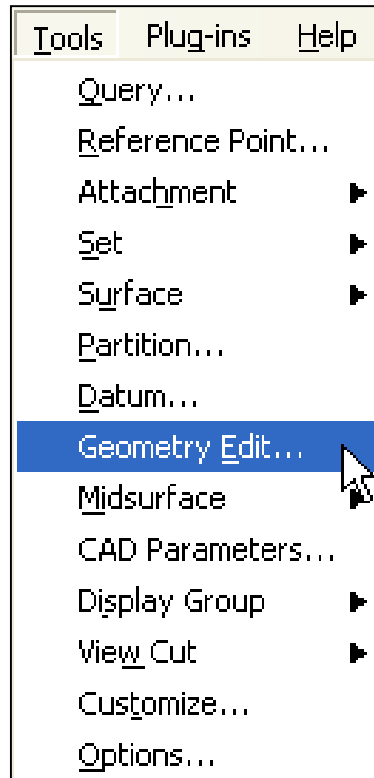 Tools Plug-ins Help
Query...
Reference Point...
Attachment
Set
Surface
Partition...
Datum...
Geometry Edit...
Midsurface
CAD Parameters...
Display Group
View Cut
Customize...
Options...